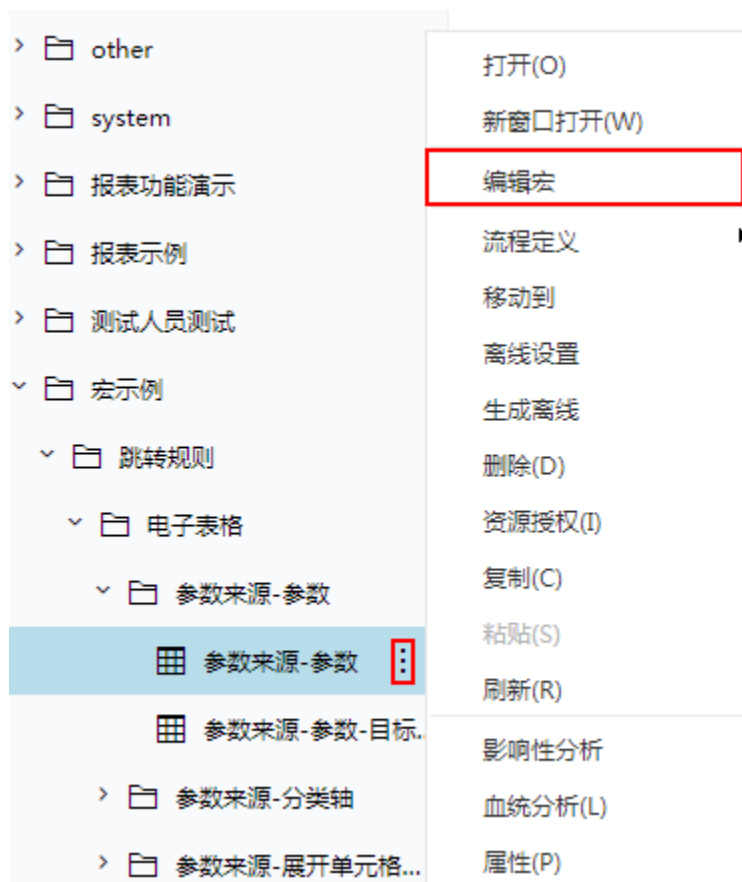 other
system
报表功能演示
报表示例
测试人员测试
宏示例
跳转规则
电子表格
参数来源-参数
参数来源-参数
参数来源-参数-目标..
参数来源-分类轴
参数来源-展开单元格...
打开(O)
新窗口打开(W)
编辑宏
流程定义
移动到
离线设置
生成离线
删除(D)
资源授权(I)
复制(C)
粘贴(S)
刷新(R)
影响性分析
血统分析(L)
属性(P)